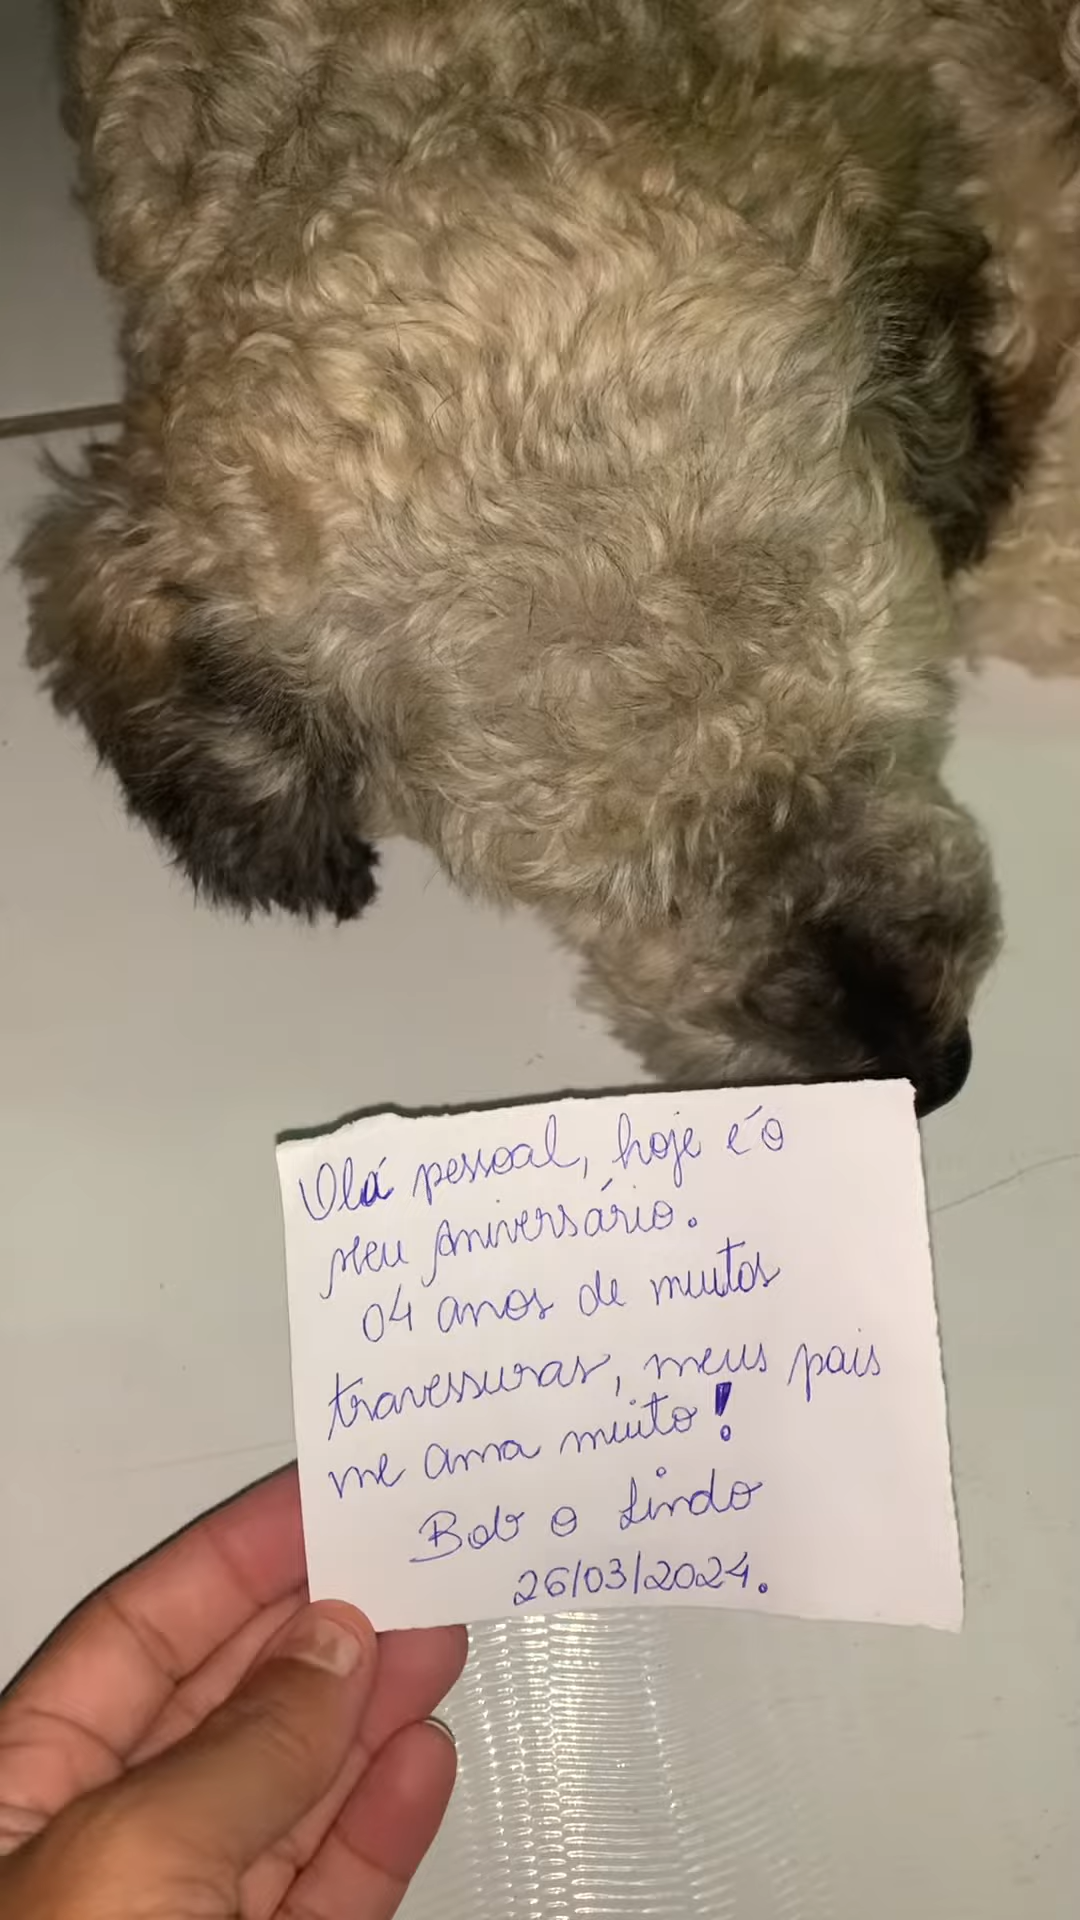 Olá pessoal, hoje é o
meu Aniversário.
04 anos de muitas
travessuras, meus pais
me ama muito!
Bob o Lindo
26/03/2024.